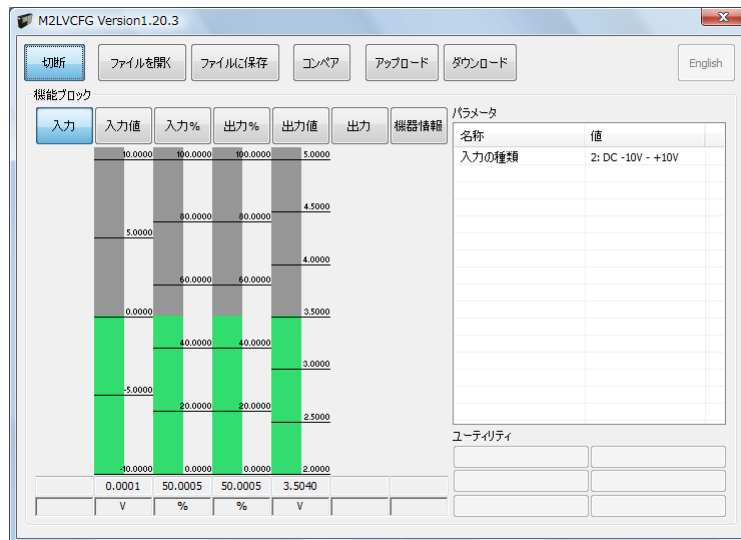 M2LVCFG Version1.20.3
切断 ファイルを開く ファイルに保存 コンペア アップロード ダウンロード English
機能ブロック
入力 入力値 入力% 出力% 出力値 出力 機器情報
パラメータ
名称 値
入力の種類 2: DC -10V - +10V
10.0000 100.0000 100.0000 5.0000
4.5000
80.0000 80.0000
5.0000
4.0000
60.0000 60.0000
0.0000 3.5000
40.0000 40.0000
3.0000
-5.0000
20.0000 20.0000
2.5000
-10.0000 0.0000 0.0000 2.0000
ユーティリティ
0.0001 50.0005 50.0005 3.5040
V % % V